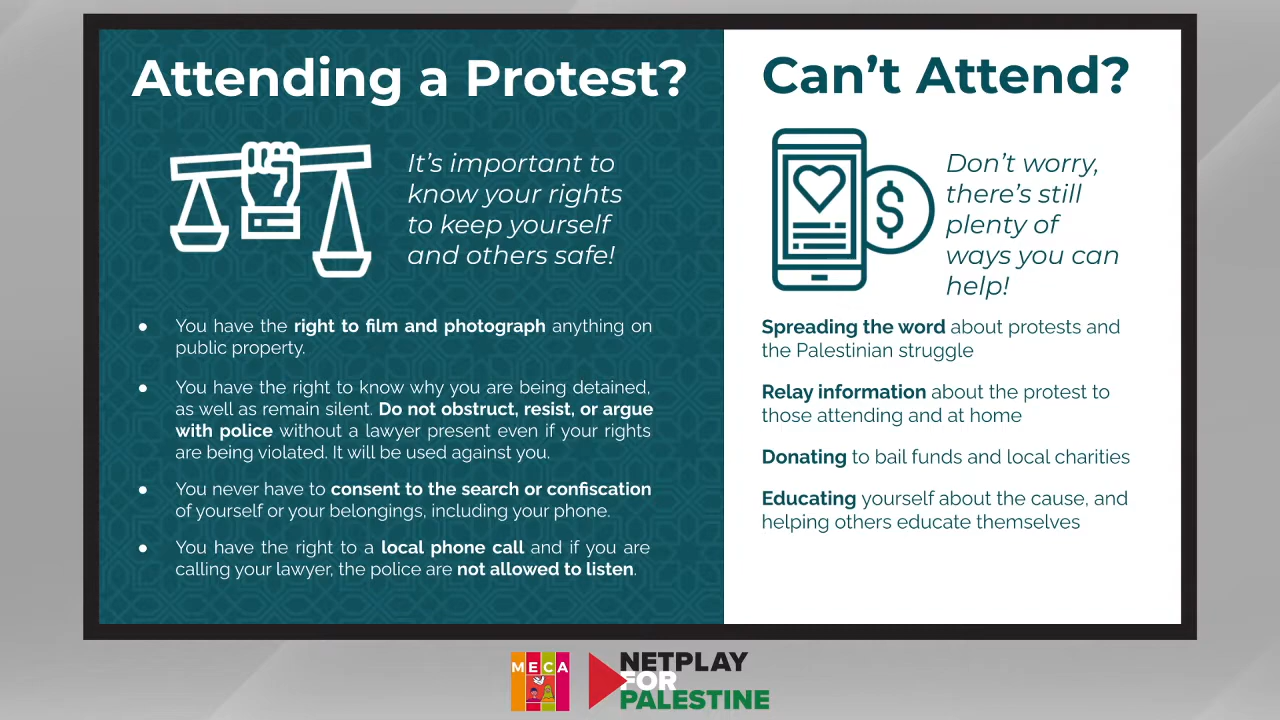 Attending a Protest?
It's important to
know your rights
to keep yourself
and others safe!
● You have the right to film and photograph anything on
public property.
● You have the right to know why you are being detained,
as well as remain silent. Do not obstruct, resist, or argue
with police without a lawyer present even if your rights
are being violated. It will be used against you.
● You never have to consent to the search or confiscation
of yourself or your belongings, including your phone.
● You have the right to a local phone call and if you are
calling your lawyer, the police are not allowed to listen.
Can't Attend?
$
Don't worry,
there's still
plenty of
ways you can
help!
Spreading the word about protests and
the Palestinian struggle
Relay information about the protest to
those attending and at home
Donating to bail funds and local charities
Educating yourself about the cause, and
helping others educate themselves
MECA
NETPLAY
FOR
PALESTINE